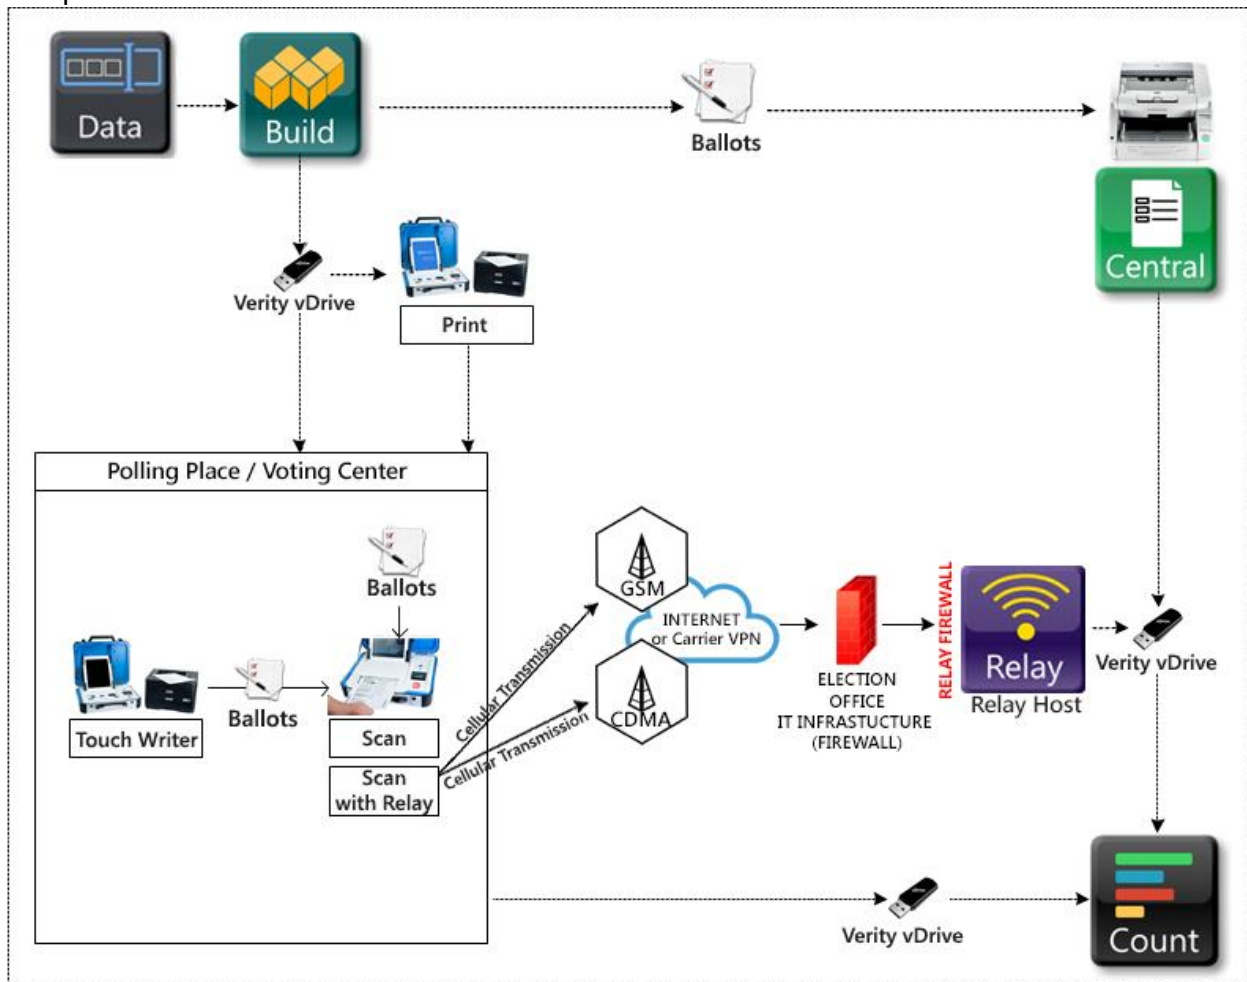 Data
Build
Ballots
Central
Verity vDrive
Print
Polling Place / Voting Center
Ballots
Touch Writer
Ballots
Scan
Scan
with Relay
Cellular Transmission
Cellular Transmission
GSM
CDMA
INTERNET
or Carrier VPN
ELECTION
OFFICE
IT INFRASTUCTURE
(FIREWALL)
RELAY FIREWALL
Relay
Relay Host
Verity vDrive
Verity vDrive
Count